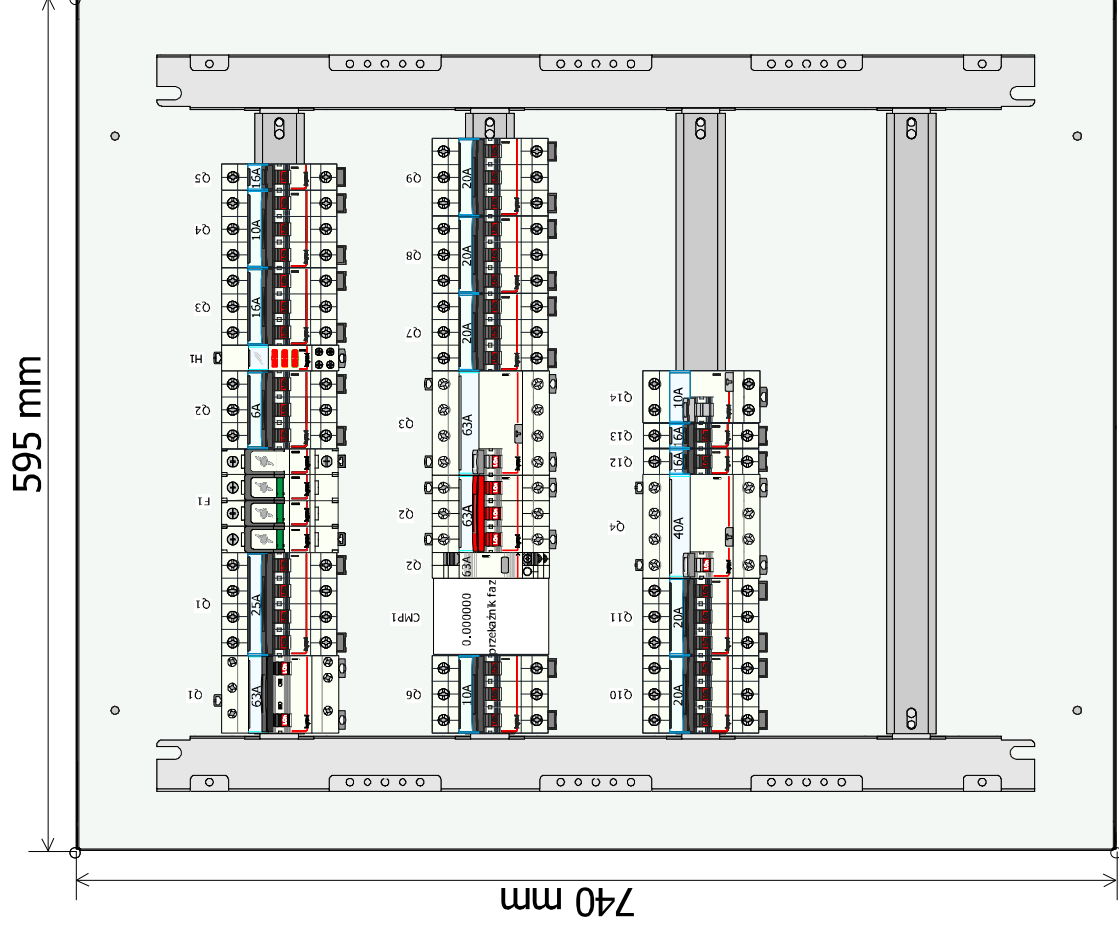 595 mm
740 mm
Q5
16A
Q4
10A
Q3
16A
H1
Q2
6A
F1
Q1
25A
Q1
63A
Q9
20A
Q8
20A
Q7
20A
Q3
63A
Q2
63A
Q2
63A
CMP1
0.000000
przekaźnik faz
Q6
10A
Q14
10A
Q13
16A
Q12
16A
Q4
40A
Q11
20A
Q10
20A